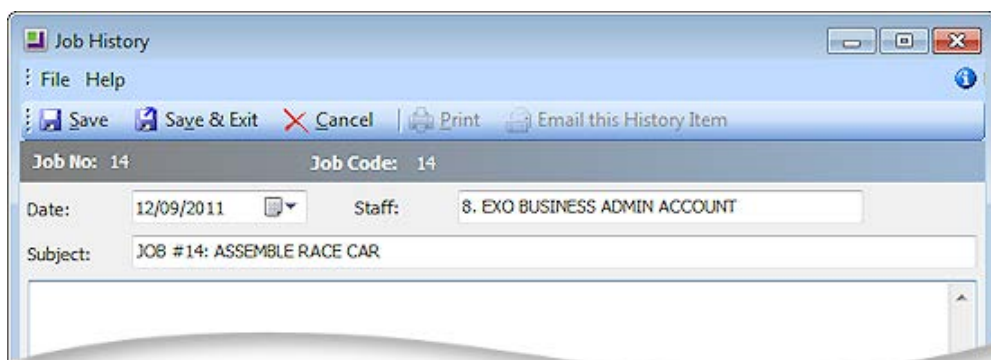 Job History
File Help
Save Save & Exit Cancel Print Email this History Item
Job No: 14 Job Code: 14
Date: 12/09/2011 Staff: 8. EXO BUSINESS ADMIN ACCOUNT
Subject: JOB #14: ASSEMBLE RACE CAR